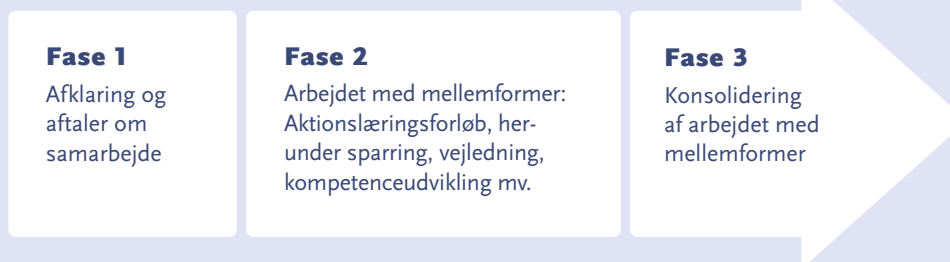 Fase 1
Afklaring og
aftaler om
samarbejde
Fase 2
Arbejdet med mellemformer:
Aktionslæringsforløb, her-
under sparring, vejledning,
kompetenceudvikling mv.
Fase 3
Konsolidering
af arbejdet med
mellemformer